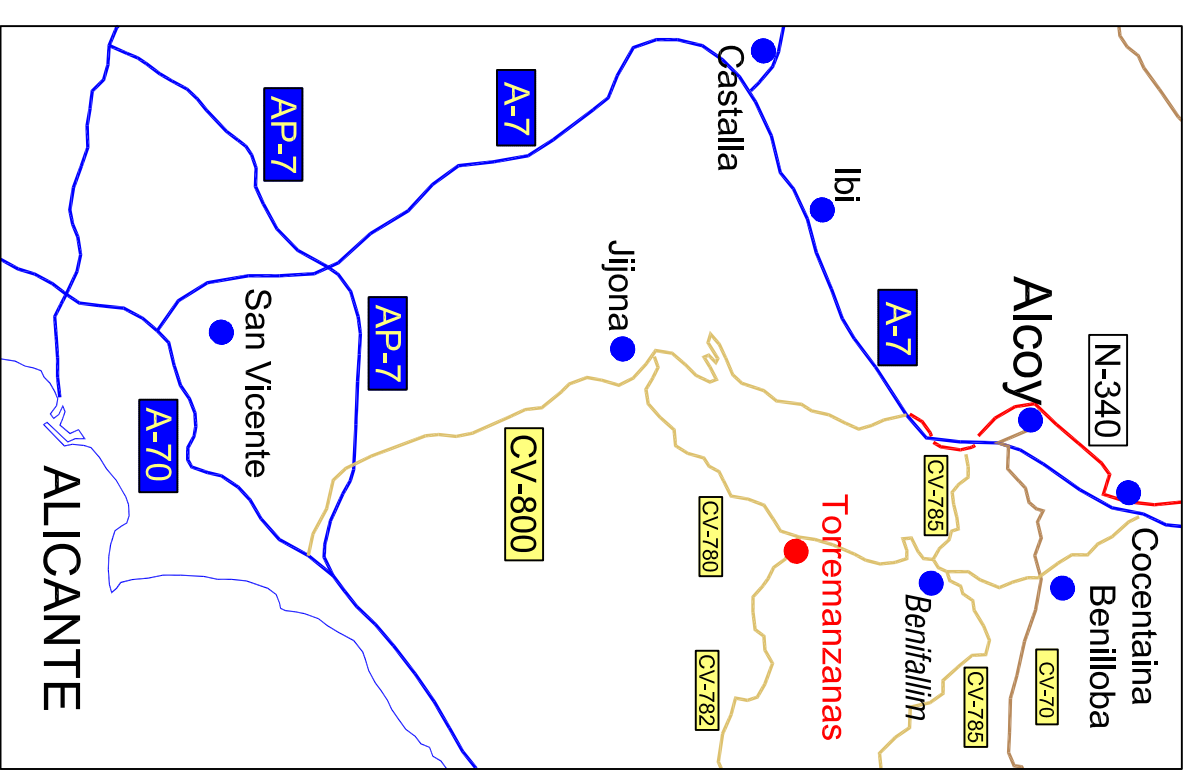 Cocentaina
N-340
Benilloba
CV-70
Alcoy
CV-785
CV-785
Benifallim
A-7
Ibi
Torremanzanas
Castalla
CV-780
CV-782
Jijona
CV-800
A-7
AP-7
AP-7
San Vicente
A-70
ALICANTE